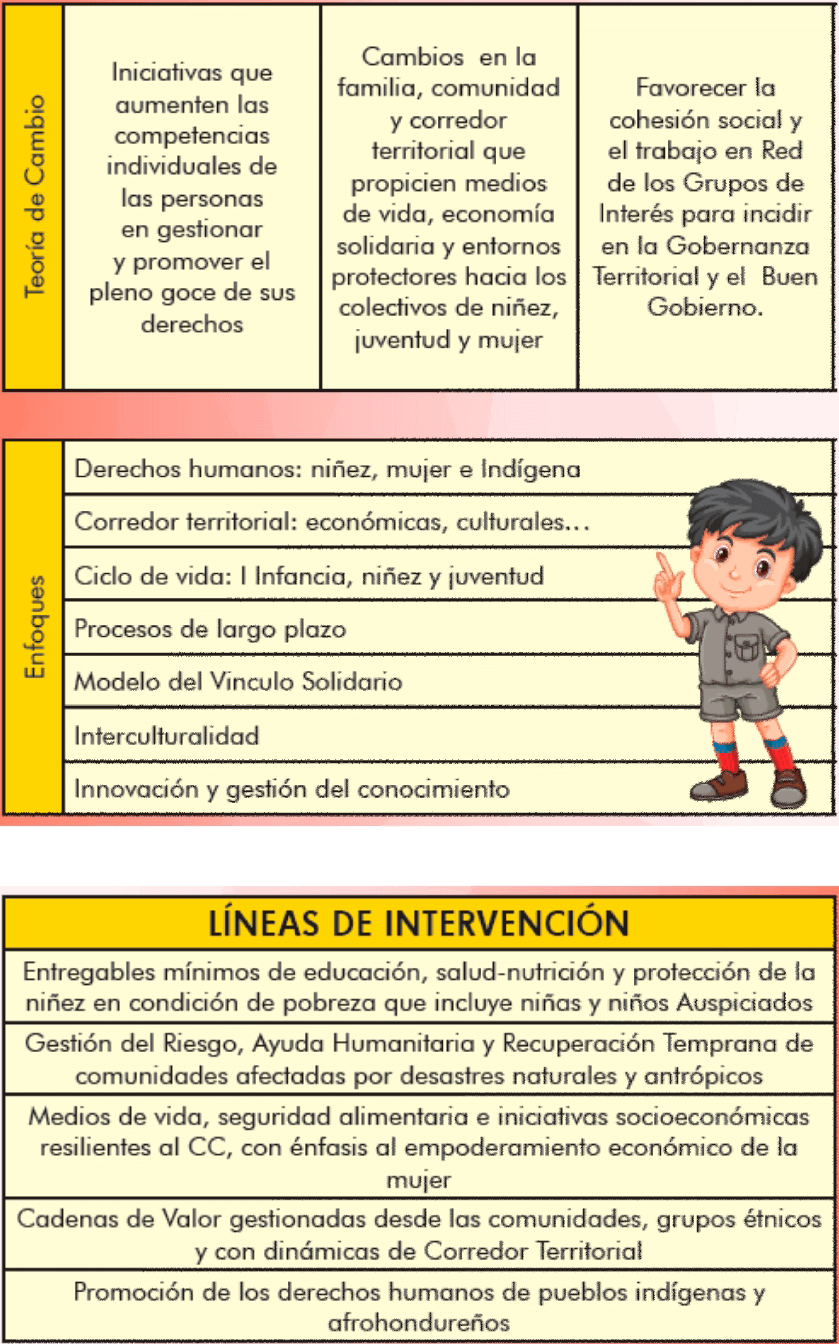 Teoría de Cambio
Iniciativas que
aumenten las
competencias
individuales de
las personas
en gestionar
y promover el
pleno goce de sus
derechos
Cambios en la
familia, comunidad
y corredor
territorial que
propicien medios
de vida, economía
solidaria y entornos
protectores hacia los
colectivos de niñez,
juventud y mujer
Favorecer la
cohesión social y
el trabajo en Red
de los Grupos de
Interés para incidir
en la Gobernanza
Territorial y el Buen
Gobierno.
Enfoques
Derechos humanos: niñez, mujer e Indígena
Corredor territorial: económicas, culturales...
Ciclo de vida: I Infancia, niñez y juventud
Procesos de largo plazo
Modelo del Vinculo Solidario
Interculturalidad
Innovación y gestión del conocimiento
LÍNEAS DE INTERVENCIÓN
Entregables mínimos de educación, salud-nutrición y protección de la
niñez en condición de pobreza que incluye niñas y niños Auspiciados
Gestión del Riesgo, Ayuda Humanitaria y Recuperación Temprana de
comunidades afectadas por desastres naturales y antrópicos
Medios de vida, seguridad alimentaria e iniciativas socioeconómicas
resilientes al CC, con énfasis al empoderamiento económico de la
mujer
Cadenas de Valor gestionadas desde las comunidades, grupos étnicos
y con dinámicas de Corredor Territorial
Promoción de los derechos humanos de pueblos indígenas y
afrohondureños